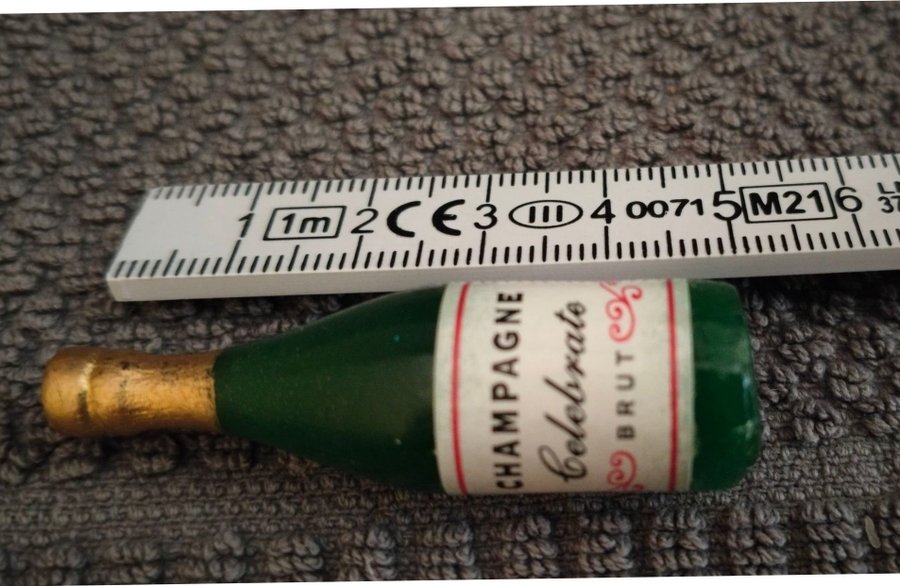 1 1m 2 CE 3 III 4 0071 5 M21 6
CHAMPAGNE
Celebrate
BRUT